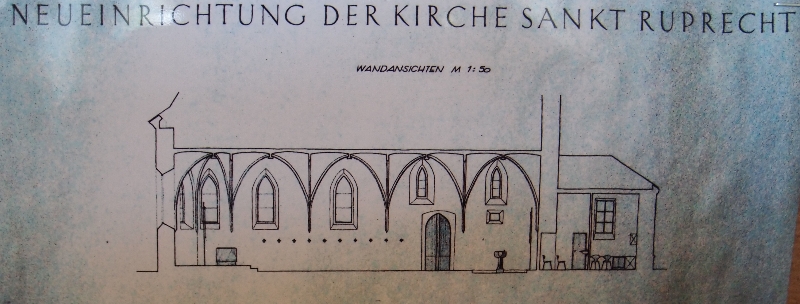 NEUEINRICHTUNG DER KIRCHE SANKT RUPRECHT
WANDANSICHTEN M 1:50